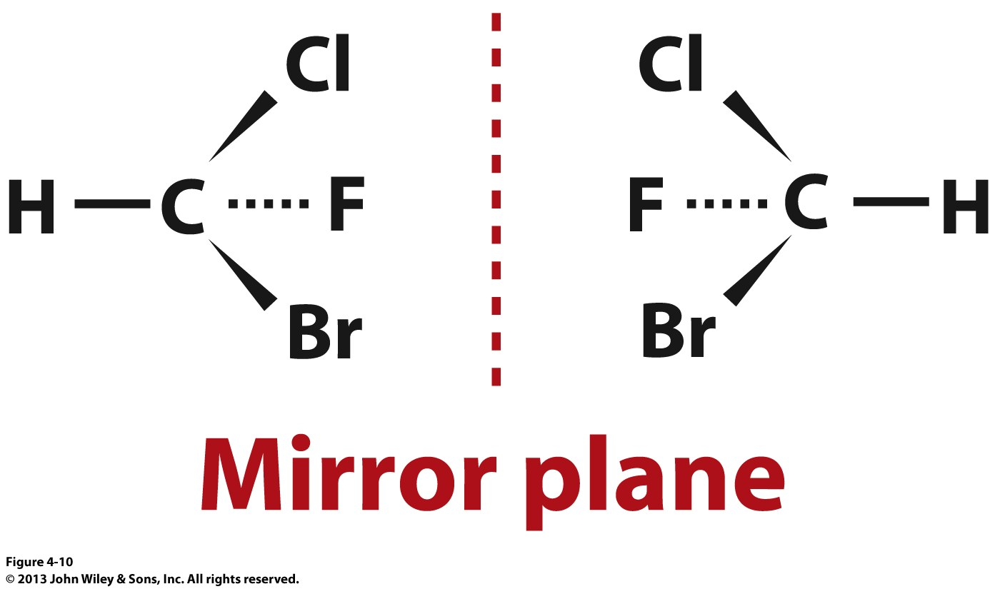 Cl Cl
H C F F C H
Br Br
Mirror plane
Figure 4-10
© 2013 John Wiley & Sons, Inc. All rights reserved.